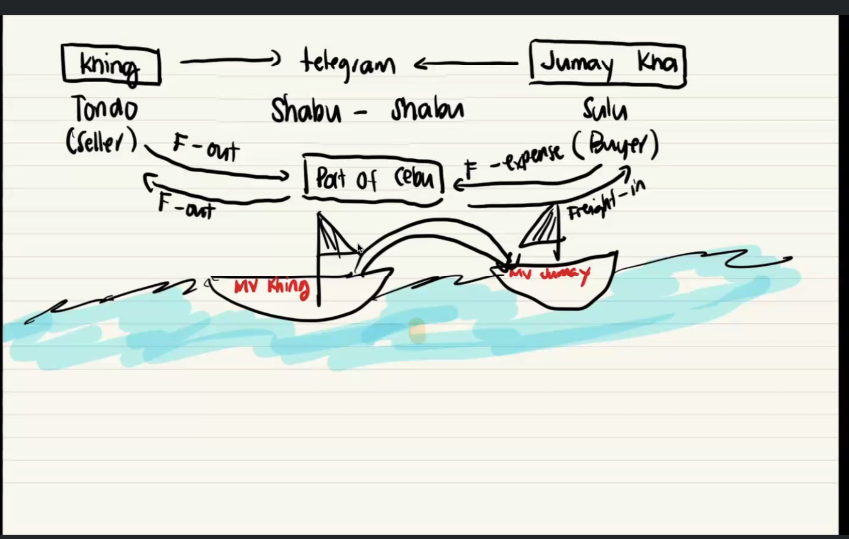 Khing telegram Jumay Kha
Tondo Shabu - Shabu Sulu
(Seller) F-out F-expense (Buyer)
Port of Cebu
F-out Freight-in
MV Khing MV Jumay